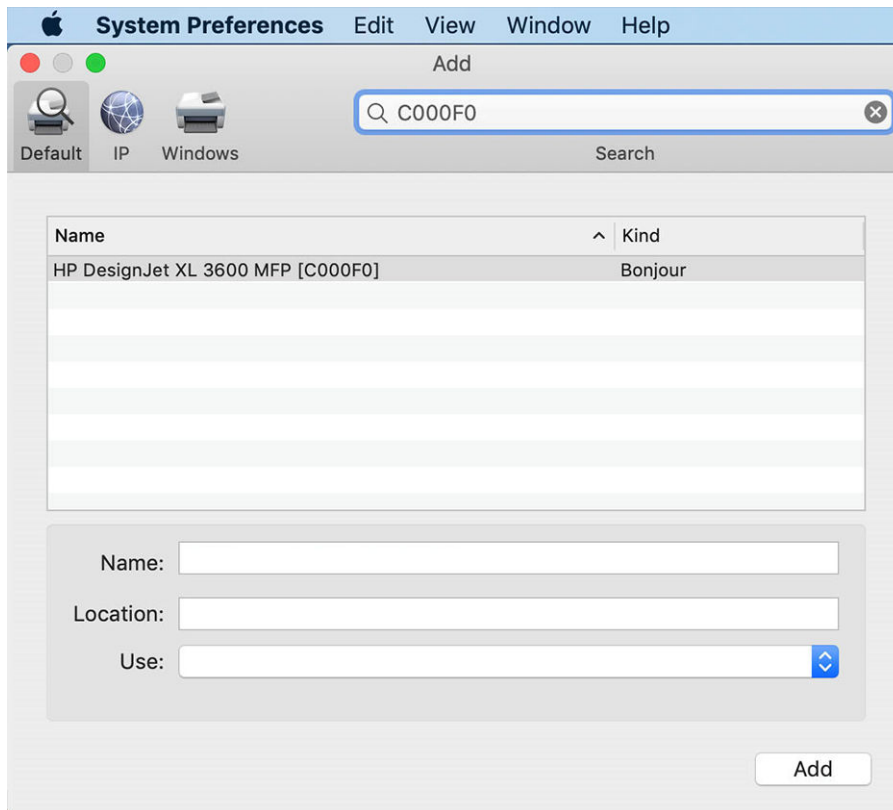 System Preferences Edit View Window Help
Add
C000F0
Default IP Windows Search
Name Kind
HP DesignJet XL 3600 MFP [C000F0] Bonjour
Name:
Location:
Use:
Add